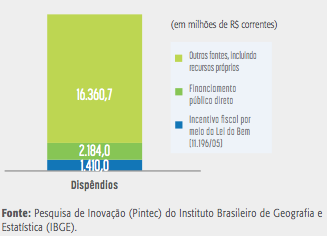 (em milhões de R$ correntes)
16.360,7
2.184,0
1.410,0
Dispêndios
Outras fontes, incluindo
recursos próprios
Financiamento
público direto
Incentivo fiscal por
meio da Lei do Bem
(11.196/05)
Fonte: Pesquisa de Inovação (Pintec) do Instituto Brasileiro de Geografia e
Estatística (IBGE).